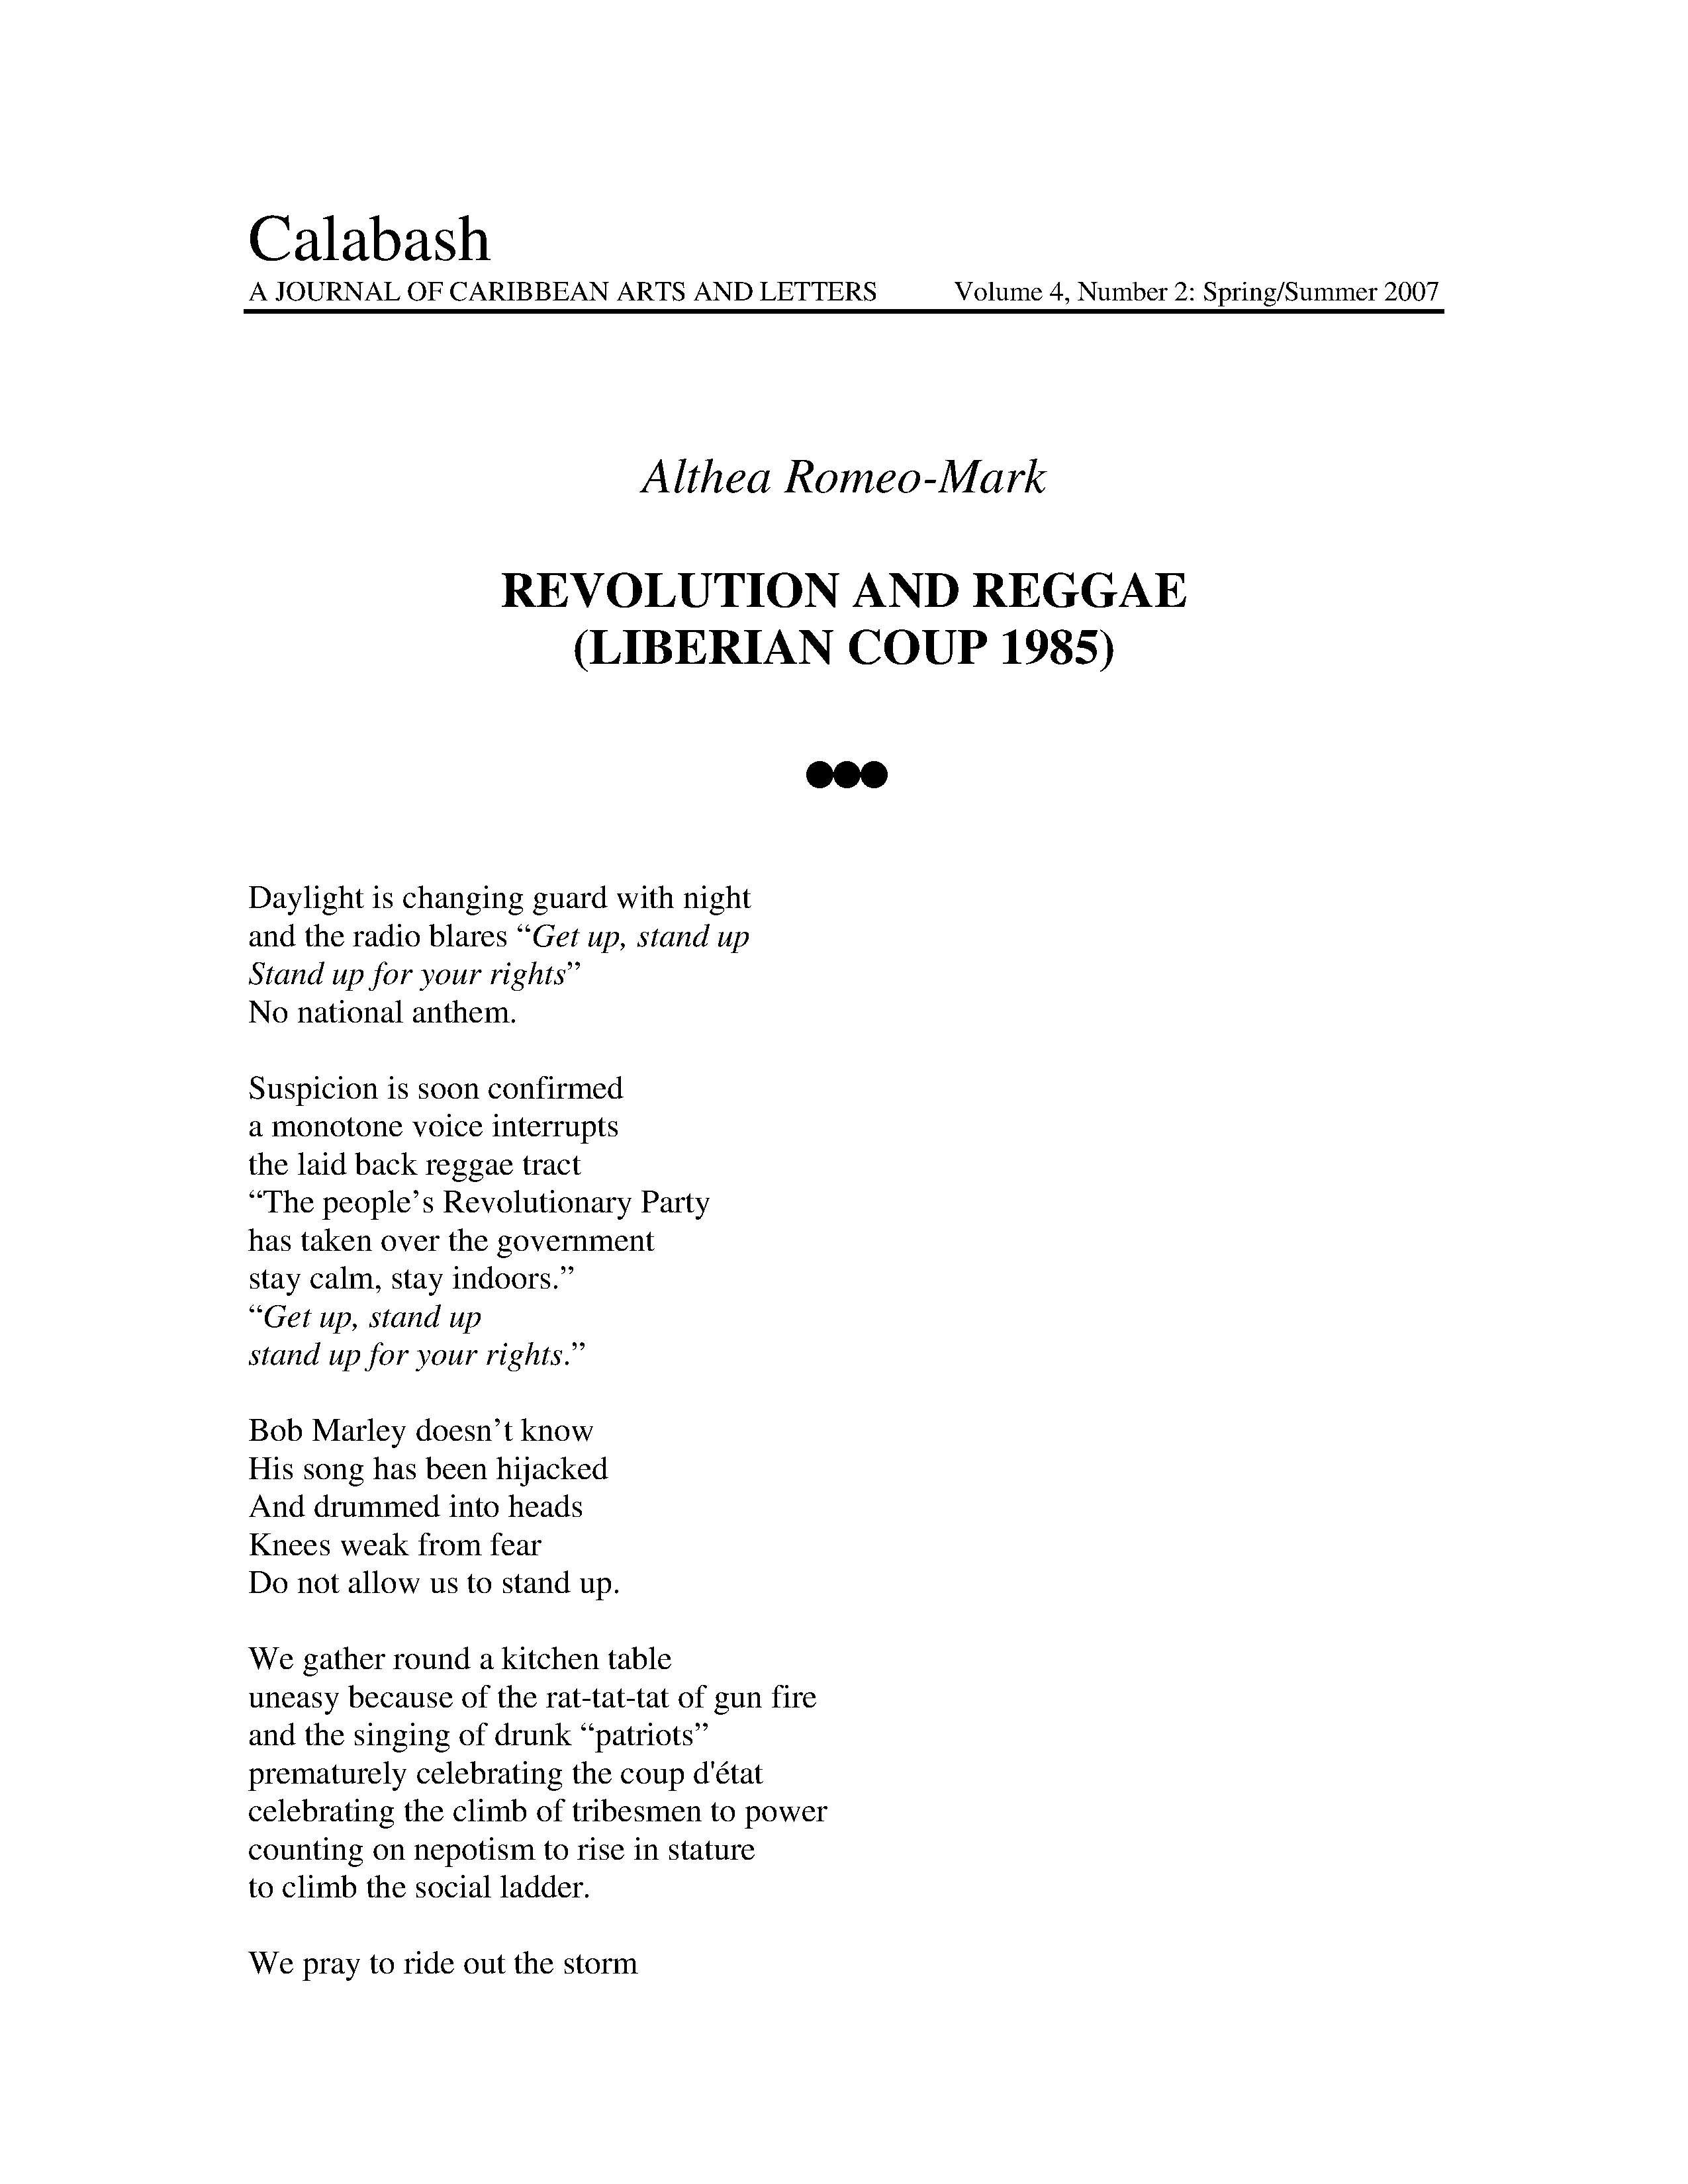 Calabash
A JOURNAL OF CARIBBEAN ARTS AND LETTERS Volume 4, Number 2: Spring/Summer 2007
Althea Romeo-Mark
REVOLUTION AND REGGAE
(LIBERIAN COUP 1985)
Daylight is changing guard with night
and the radio blares “Get up, stand up
Stand up for your rights”
No national anthem.
Suspicion is soon confirmed
a monotone voice interrupts
the laid back reggae tract
“The people’s Revolutionary Party
has taken over the government
stay calm, stay indoors.”
“Get up, stand up
stand up for your rights.”
Bob Marley doesn’t know
His song has been hijacked
And drummed into heads
Knees weak from fear
Do not allow us to stand up.
We gather round a kitchen table
uneasy because of the rat-tat-tat of gun fire
and the singing of drunk “patriots”
prematurely celebrating the coup d'état
celebrating the climb of tribesmen to power
counting on nepotism to rise in stature
to climb the social ladder.
We pray to ride out the storm